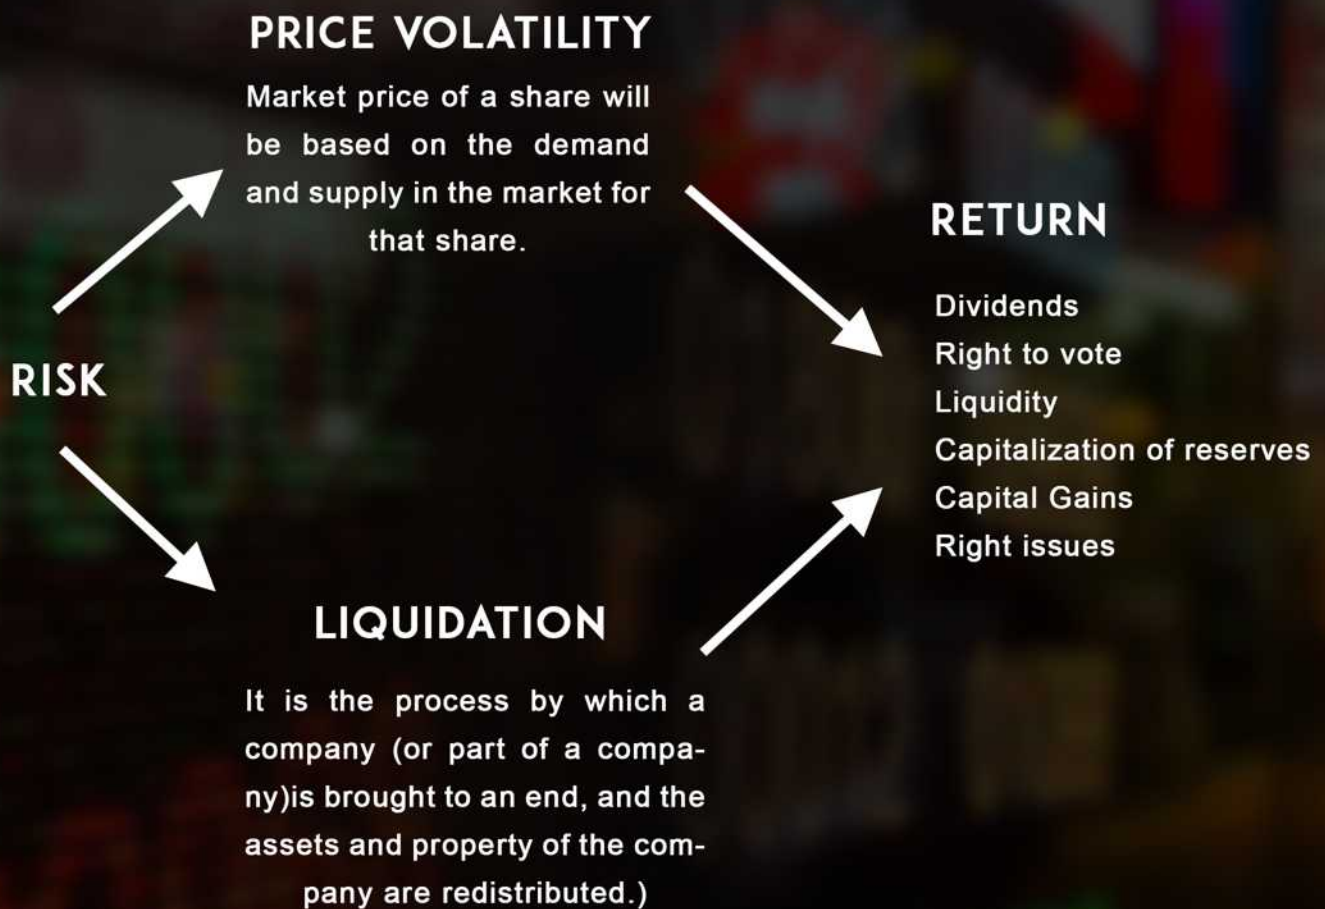 PRICE VOLATILITY
Market price of a share will
be based on the demand
and supply in the market for
that share.
RISK
LIQUIDATION
It is the process by which a
company (or part of a compa-
ny)is brought to an end, and the
assets and property of the com-
pany are redistributed.)
RETURN
Dividends
Right to vote
Liquidity
Capitalization of reserves
Capital Gains
Right issues